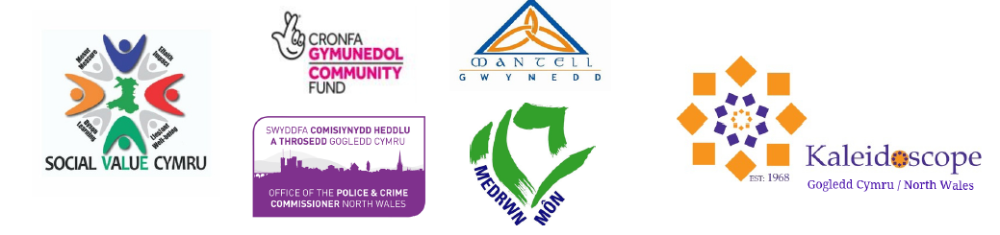 Mesur
Measure
Effaith
Impact
Dysgu
Learning
Llesiant
Well-being
SOCIAL VALUE CYMRU
CRONFA
GYMUNEDOL
COMMUNITY
FUND
SWYDDFA COMISIYNYDD HEDDLU
A THROSEDD GOGLEDD CYMRU
OFFICE OF THE POLICE & CRIME
COMMISSIONER NORTH WALES
MANTELL
GWYNEDD
MEDRWN MÔN
EST: 1968
Kaleidoscope
Gogledd Cymru / North Wales